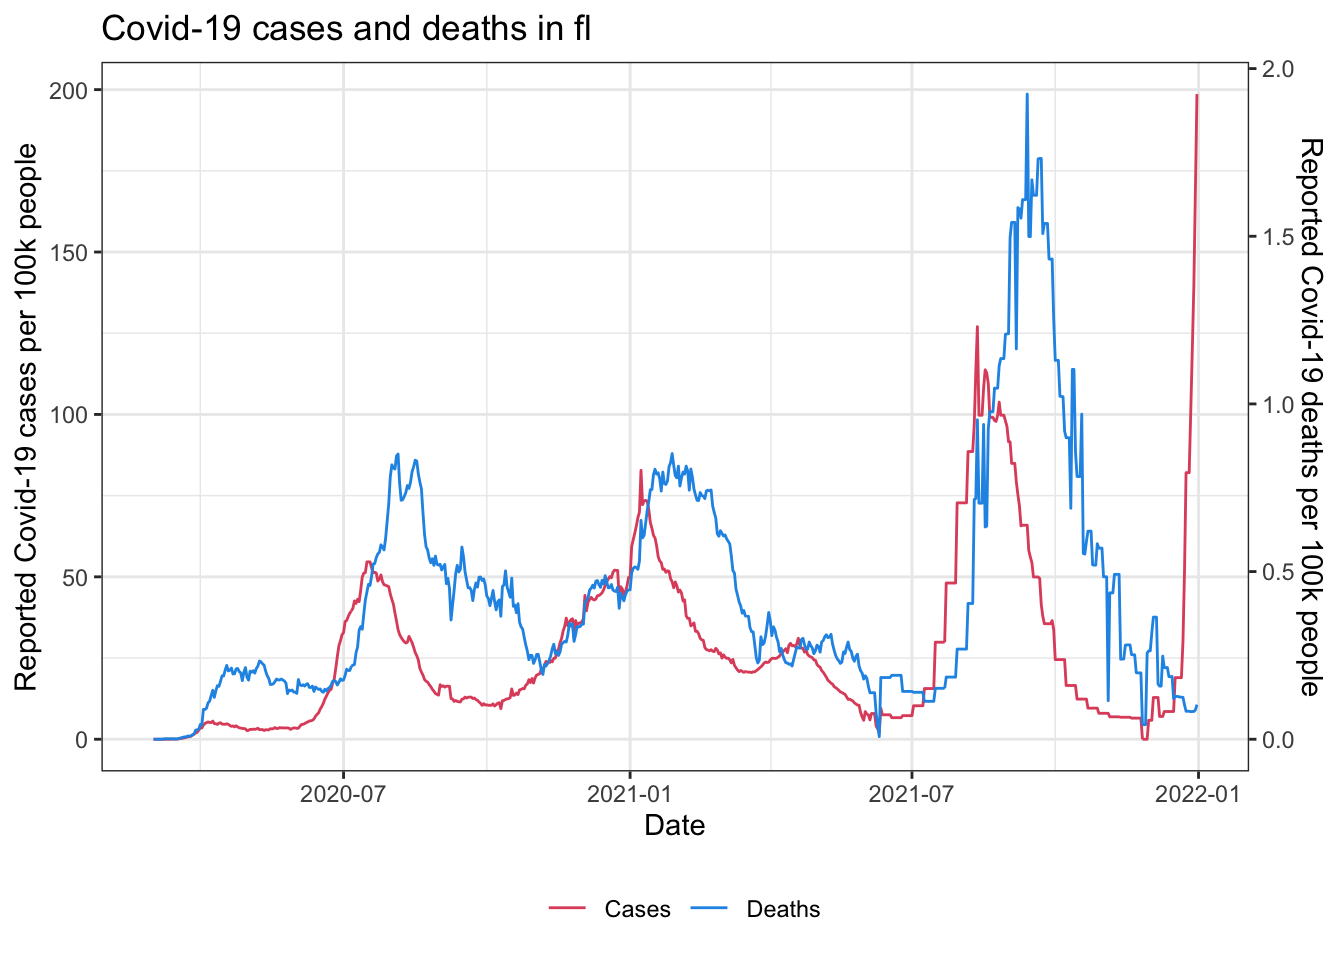 Covid-19 cases and deaths in fl
Reported Covid-19 cases per 100k people
200
150
100
50
0
2.0
1.5
1.0
0.5
0.0
Reported Covid-19 deaths per 100k people
2020-07
2021-01
2021-07
2022-01
Date
Cases
Deaths